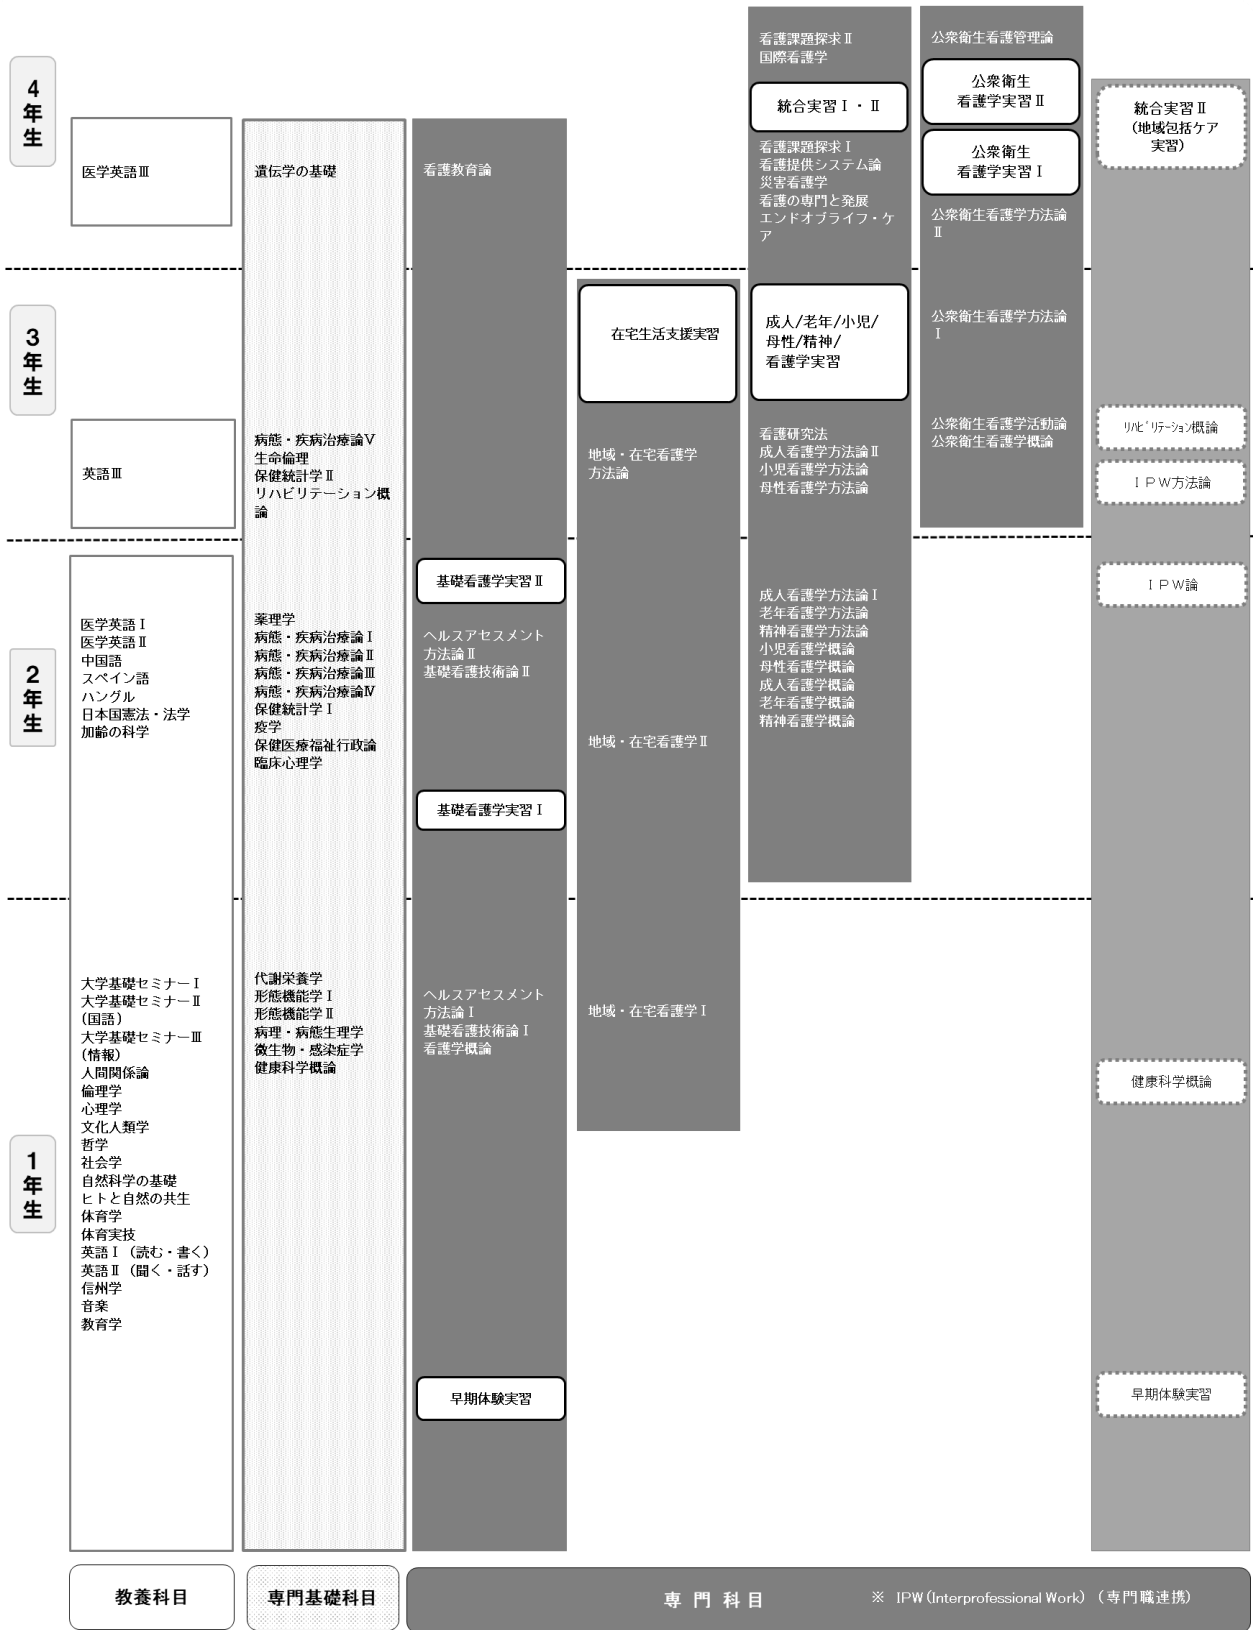 看護課題探求Ⅱ
国際看護学
公衆衛生看護管理論
4
年
生
統合実習Ⅰ・Ⅱ
公衆衛生
看護学実習Ⅱ
統合実習Ⅱ
(地域包括ケア
実習)
医学英語Ⅲ
遺伝学の基礎
看護教育論
看護課題探求Ⅰ
看護提供システム論
災害看護学
看護の専門と発展
エンドオブライフ・ケ
ア
公衆衛生
看護学実習Ⅰ
公衆衛生看護学方法論
Ⅱ
3
年
生
在宅生活支援実習
成人/老年/小児/
母性/精神/
看護学実習
公衆衛生看護学方法論
Ⅰ
英語Ⅲ
病態・疾病治療論Ⅴ
生命倫理
保健統計学Ⅱ
リハビリテーション概
論
地域・在宅看護学
方法論
看護研究法
成人看護学方法論Ⅱ
小児看護学方法論
母性看護学方法論
公衆衛生看護学活動論
公衆衛生看護学概論
ﾘﾊﾋﾞﾘﾃｰｼｮﾝ概論
ＩＰＷ方法論
2
年
生
医学英語Ⅰ
医学英語Ⅱ
中国語
スペイン語
ハングル
日本国憲法・法学
加齢の科学
薬理学
病態・疾病治療論Ⅰ
病態・疾病治療論Ⅱ
病態・疾病治療論Ⅲ
病態・疾病治療論Ⅳ
保健統計学Ⅰ
疫学
保健医療福祉行政論
臨床心理学
基礎看護学実習Ⅱ
ヘルスアセスメント
方法論Ⅱ
基礎看護技術論Ⅱ
基礎看護学実習Ⅰ
地域・在宅看護学Ⅱ
成人看護学方法論Ⅰ
老年看護学方法論
精神看護学方法論
小児看護学概論
母性看護学概論
成人看護学概論
老年看護学概論
精神看護学概論
ＩＰＷ論
1
年
生
大学基礎セミナーⅠ
大学基礎セミナーⅡ
(国語)
大学基礎セミナーⅢ
(情報)
人間関係論
倫理学
心理学
文化人類学
哲学
社会学
自然科学の基礎
ヒトと自然の共生
体育学
体育実技
英語Ⅰ（読む・書く）
英語Ⅱ（聞く・話す）
信州学
音楽
教育学
代謝栄養学
形態機能学Ⅰ
形態機能学Ⅱ
病理・病態生理学
微生物・感染症学
健康科学概論
ヘルスアセスメント
方法論Ⅰ
基礎看護技術論Ⅰ
看護学概論
早期体験実習
地域・在宅看護学Ⅰ
健康科学概論
早期体験実習
教養科目
専門基礎科目
専門科目
※ IPW(Interprofessional Work)（専門職連携）